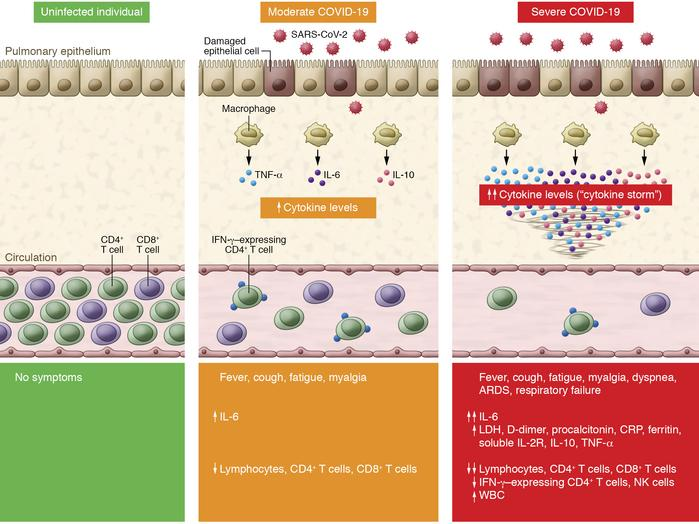 Uninfected individual
Moderate COVID-19
Severe COVID-19
Pulmonary epithelium
Damaged
epithelial cell
SARS-CoV-2
Macrophage
TNF-α
IL-6
IL-10
↑ Cytokine levels
↑↑ Cytokine levels (“cytokine storm”)
Circulation
CD4⁺
T cell
CD8⁺
T cell
IFN-γ–expressing
CD4⁺ T cell
No symptoms
Fever, cough, fatigue, myalgia
↑ IL-6
↓ Lymphocytes, CD4⁺ T cells, CD8⁺ T cells
Fever, cough, fatigue, myalgia, dyspnea,
ARDS, respiratory failure
↑↑ IL-6
↑ LDH, D-dimer, procalcitonin, CRP, ferritin,
soluble IL-2R, IL-10, TNF-α
↓↓ Lymphocytes, CD4⁺ T cells, CD8⁺ T cells
↓ IFN-γ–expressing CD4⁺ T cells, NK cells
↑ WBC